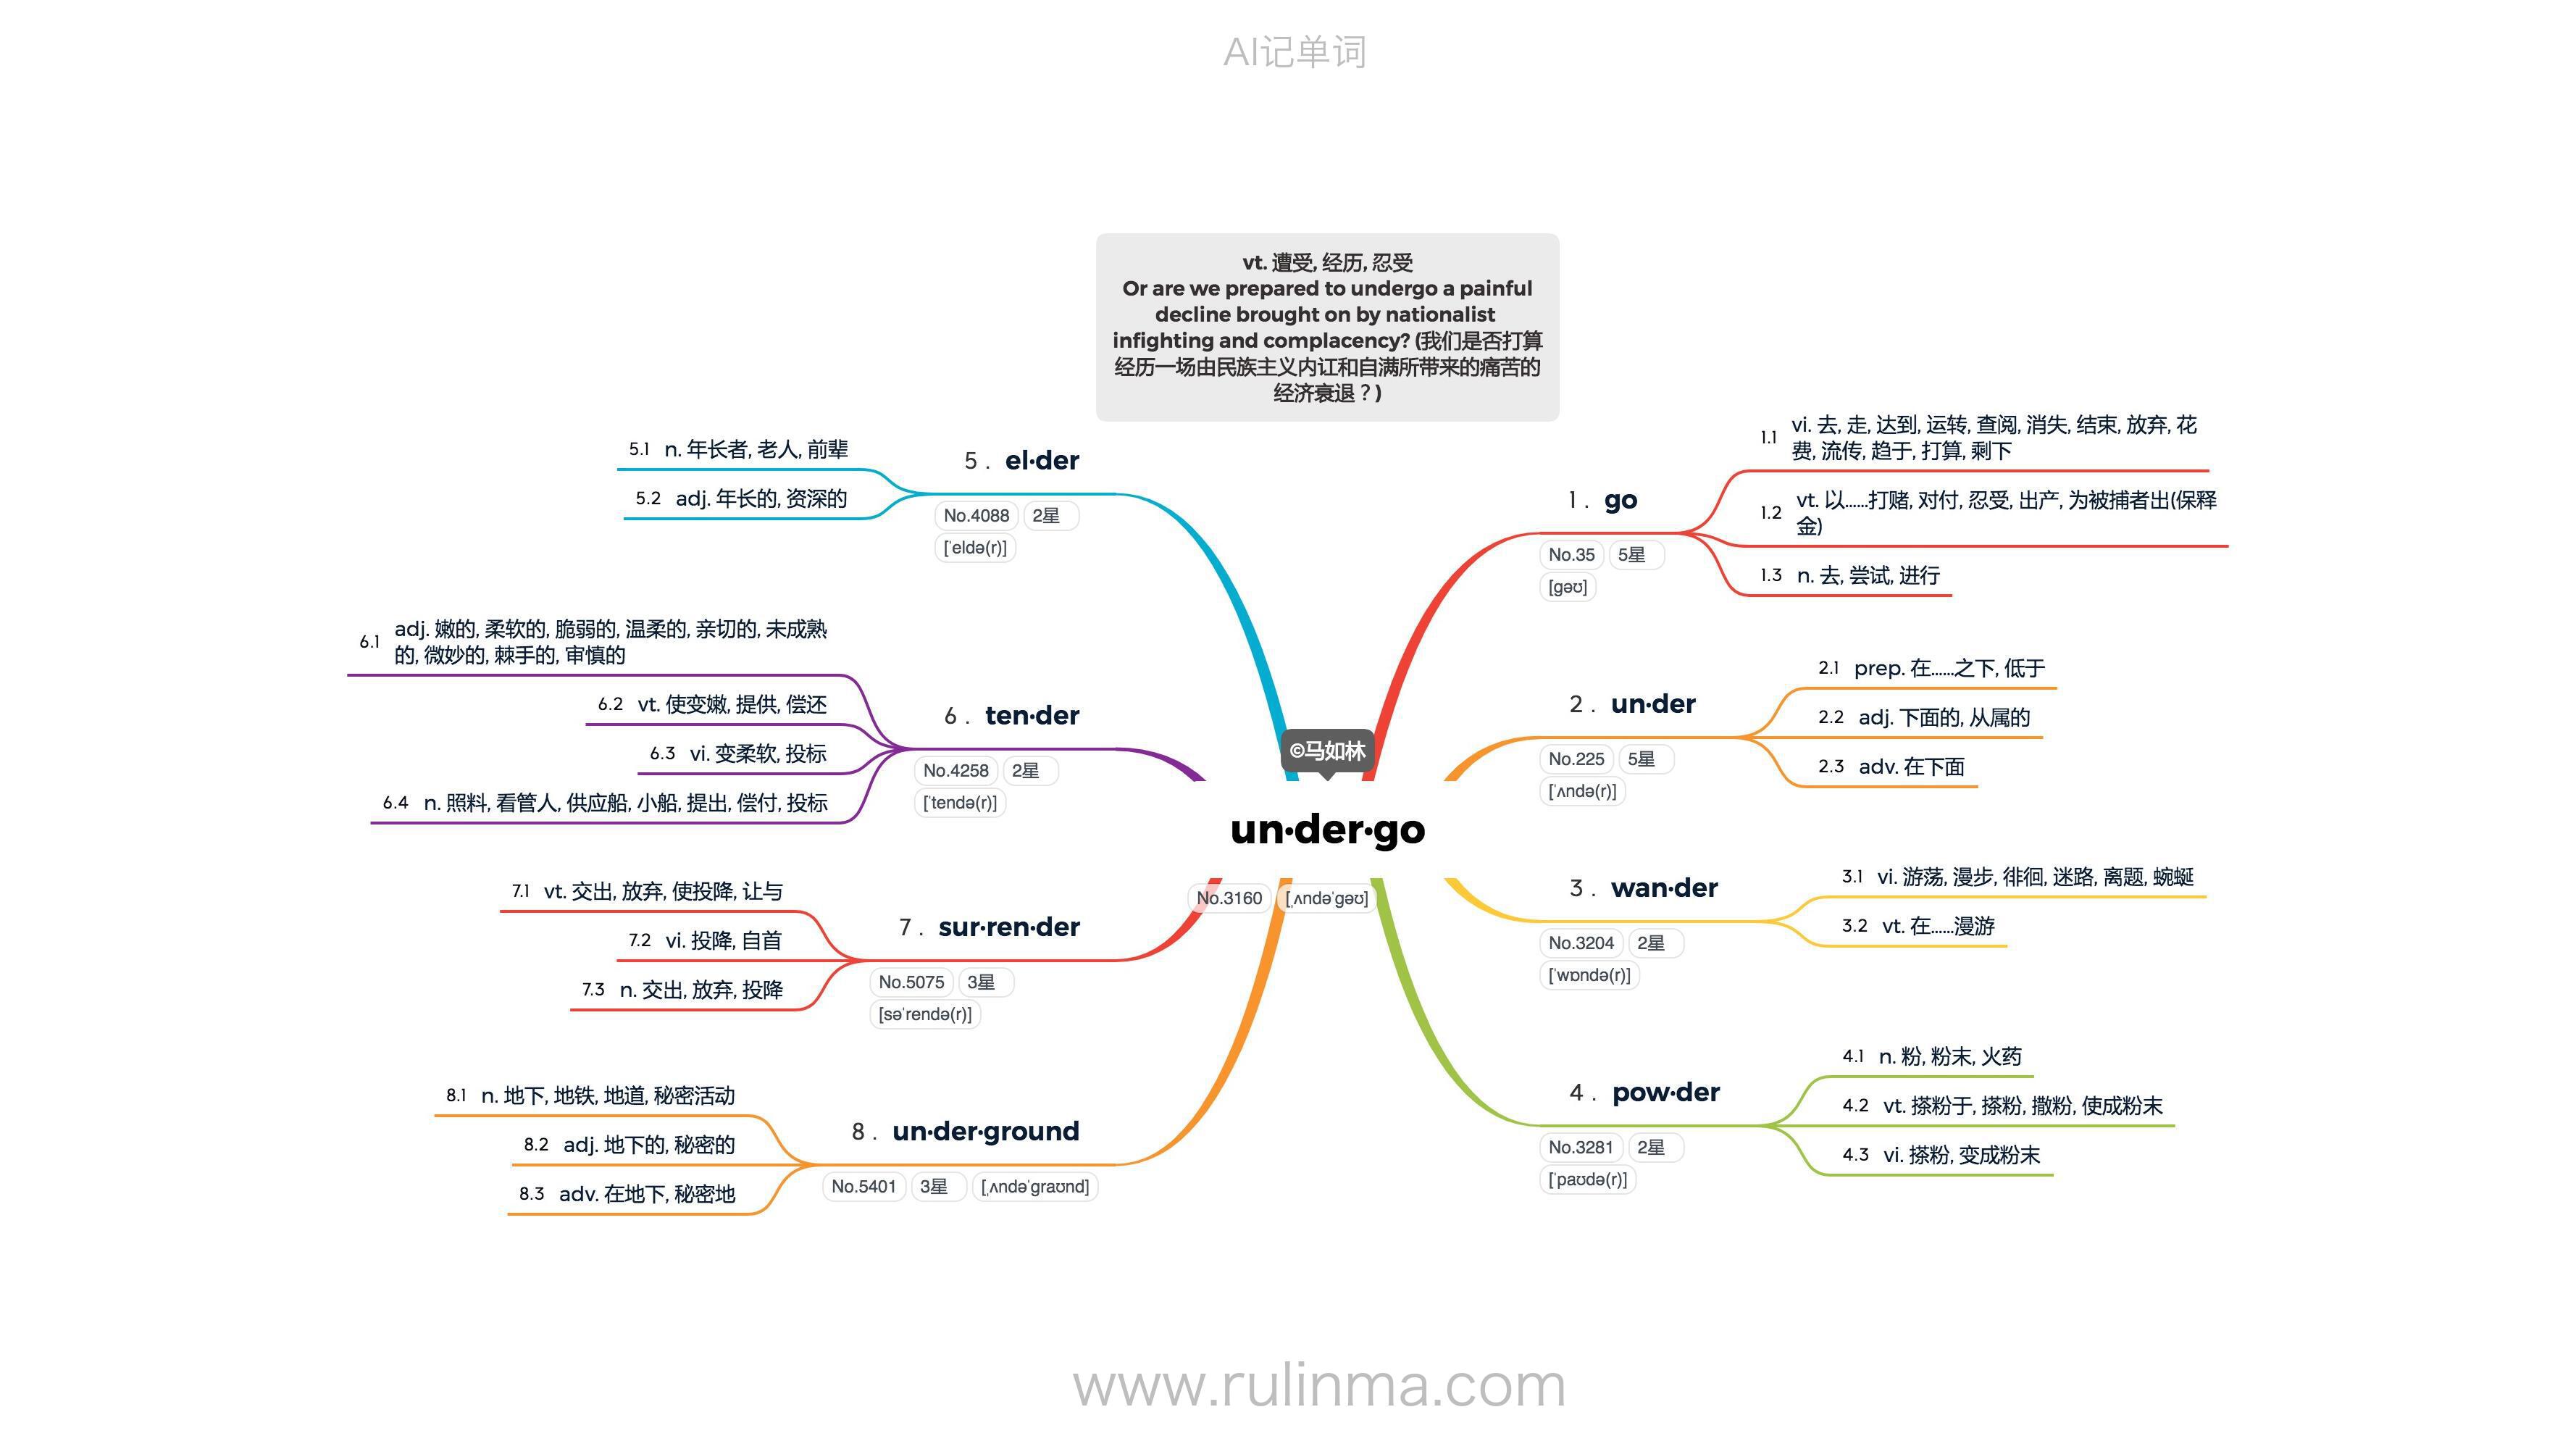 AI记单词
vt. 遭受, 经历, 忍受
Or are we prepared to undergo a painful
decline brought on by nationalist
infighting and complacency? (我们是否打算
经历一场由民族主义内讧和自满所带来的痛苦的
经济衰退？)
©马如林
un·der·go
No.3160 [ˌʌndəˈgəʊ]
1 . go
No.35 5星
[gəʊ]
1.1 vi. 去, 走, 达到, 运转, 查阅, 消失, 结束, 放弃, 花
费, 流传, 趋于, 打算, 剩下
1.2 vt. 以……打赌, 对付, 忍受, 出产, 为被捕者出(保释
金)
1.3 n. 去, 尝试, 进行
2 . un·der
No.225 5星
[ˈʌndə(r)]
2.1 prep. 在……之下, 低于
2.2 adj. 下面的, 从属的
2.3 adv. 在下面
3 . wan·der
No.3204 2星
[ˈwɒndə(r)]
3.1 vi. 游荡, 漫步, 徘徊, 迷路, 离题, 蜿蜒
3.2 vt. 在……漫游
4 . pow·der
No.3281 2星
[ˈpaʊdə(r)]
4.1 n. 粉, 粉末, 火药
4.2 vt. 搽粉于, 搽粉, 撒粉, 使成粉末
4.3 vi. 搽粉, 变成粉末
5 . el·der
No.4088 2星
[ˈeldə(r)]
5.1 n. 年长者, 老人, 前辈
5.2 adj. 年长的, 资深的
6 . ten·der
No.4258 2星
[ˈtendə(r)]
6.1 adj. 嫩的, 柔软的, 脆弱的, 温柔的, 亲切的, 未成熟
的, 微妙的, 棘手的, 审慎的
6.2 vt. 使变嫩, 提供, 偿还
6.3 vi. 变柔软, 投标
6.4 n. 照料, 看管人, 供应船, 小船, 提出, 偿付, 投标
7 . sur·ren·der
No.5075 3星
[səˈrendə(r)]
7.1 vt. 交出, 放弃, 使投降, 让与
7.2 vi. 投降, 自首
7.3 n. 交出, 放弃, 投降
8 . un·der·ground
No.5401 3星 [ˌʌndəˈgraʊnd]
8.1 n. 地下, 地铁, 地道, 秘密活动
8.2 adj. 地下的, 秘密的
8.3 adv. 在地下, 秘密地
www.rulinma.com